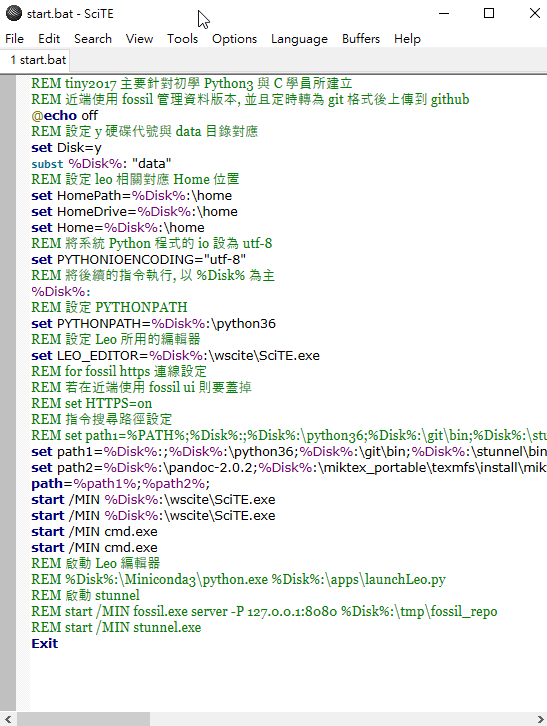 start.bat - SciTE
File Edit Search View Tools Options Language Buffers Help
1 start.bat
REM tiny2017 主要針對初學 Python3 與 C 學員所建立
REM 近端使用 fossil 管理資料版本, 並且定時轉為 git 格式後上傳到 github
@echo off
REM 設定 y 硬碟代號與 data 目錄對應
set Disk=y
subst %Disk%: "data"
REM 設定 leo 相關對應 Home 位置
set HomePath=%Disk%:\home
set HomeDrive=%Disk%:\home
set Home=%Disk%:\home
REM 將系統 Python 程式的 io 設為 utf-8
set PYTHONIOENCODING="utf-8"
REM 將後續的指令執行, 以 %Disk% 為主
%Disk%:
REM 設定 PYTHONPATH
set PYTHONPATH=%Disk%:\python36
REM 設定 Leo 所用的編輯器
set LEO_EDITOR=%Disk%:\wscite\SciTE.exe
REM for fossil https 連線設定
REM 若在近端使用 fossil ui 則要蓋掉
REM set HTTPS=on
REM 指令搜尋路徑設定
REM set path1=%PATH%;%Disk%:;%Disk%:\python36;%Disk%:\git\bin;%Disk%:\stu
set path1=%Disk%:;%Disk%:\python36;%Disk%:\git\bin;%Disk%:\stunnel\bin
set path2=%Disk%:\pandoc-2.0.2;%Disk%:\miktex_portable\texmfs\install\mik
path=%path1%;%path2%;
start /MIN %Disk%:\wscite\SciTE.exe
start /MIN %Disk%:\wscite\SciTE.exe
start /MIN cmd.exe
start /MIN cmd.exe
REM 啟動 Leo 編輯器
REM %Disk%:\Miniconda3\python.exe %Disk%:\apps\launchLeo.py
REM 啟動 stunnel
REM start /MIN fossil.exe server -P 127.0.0.1:8080 %Disk%:\tmp\fossil_repo
REM start /MIN stunnel.exe
Exit